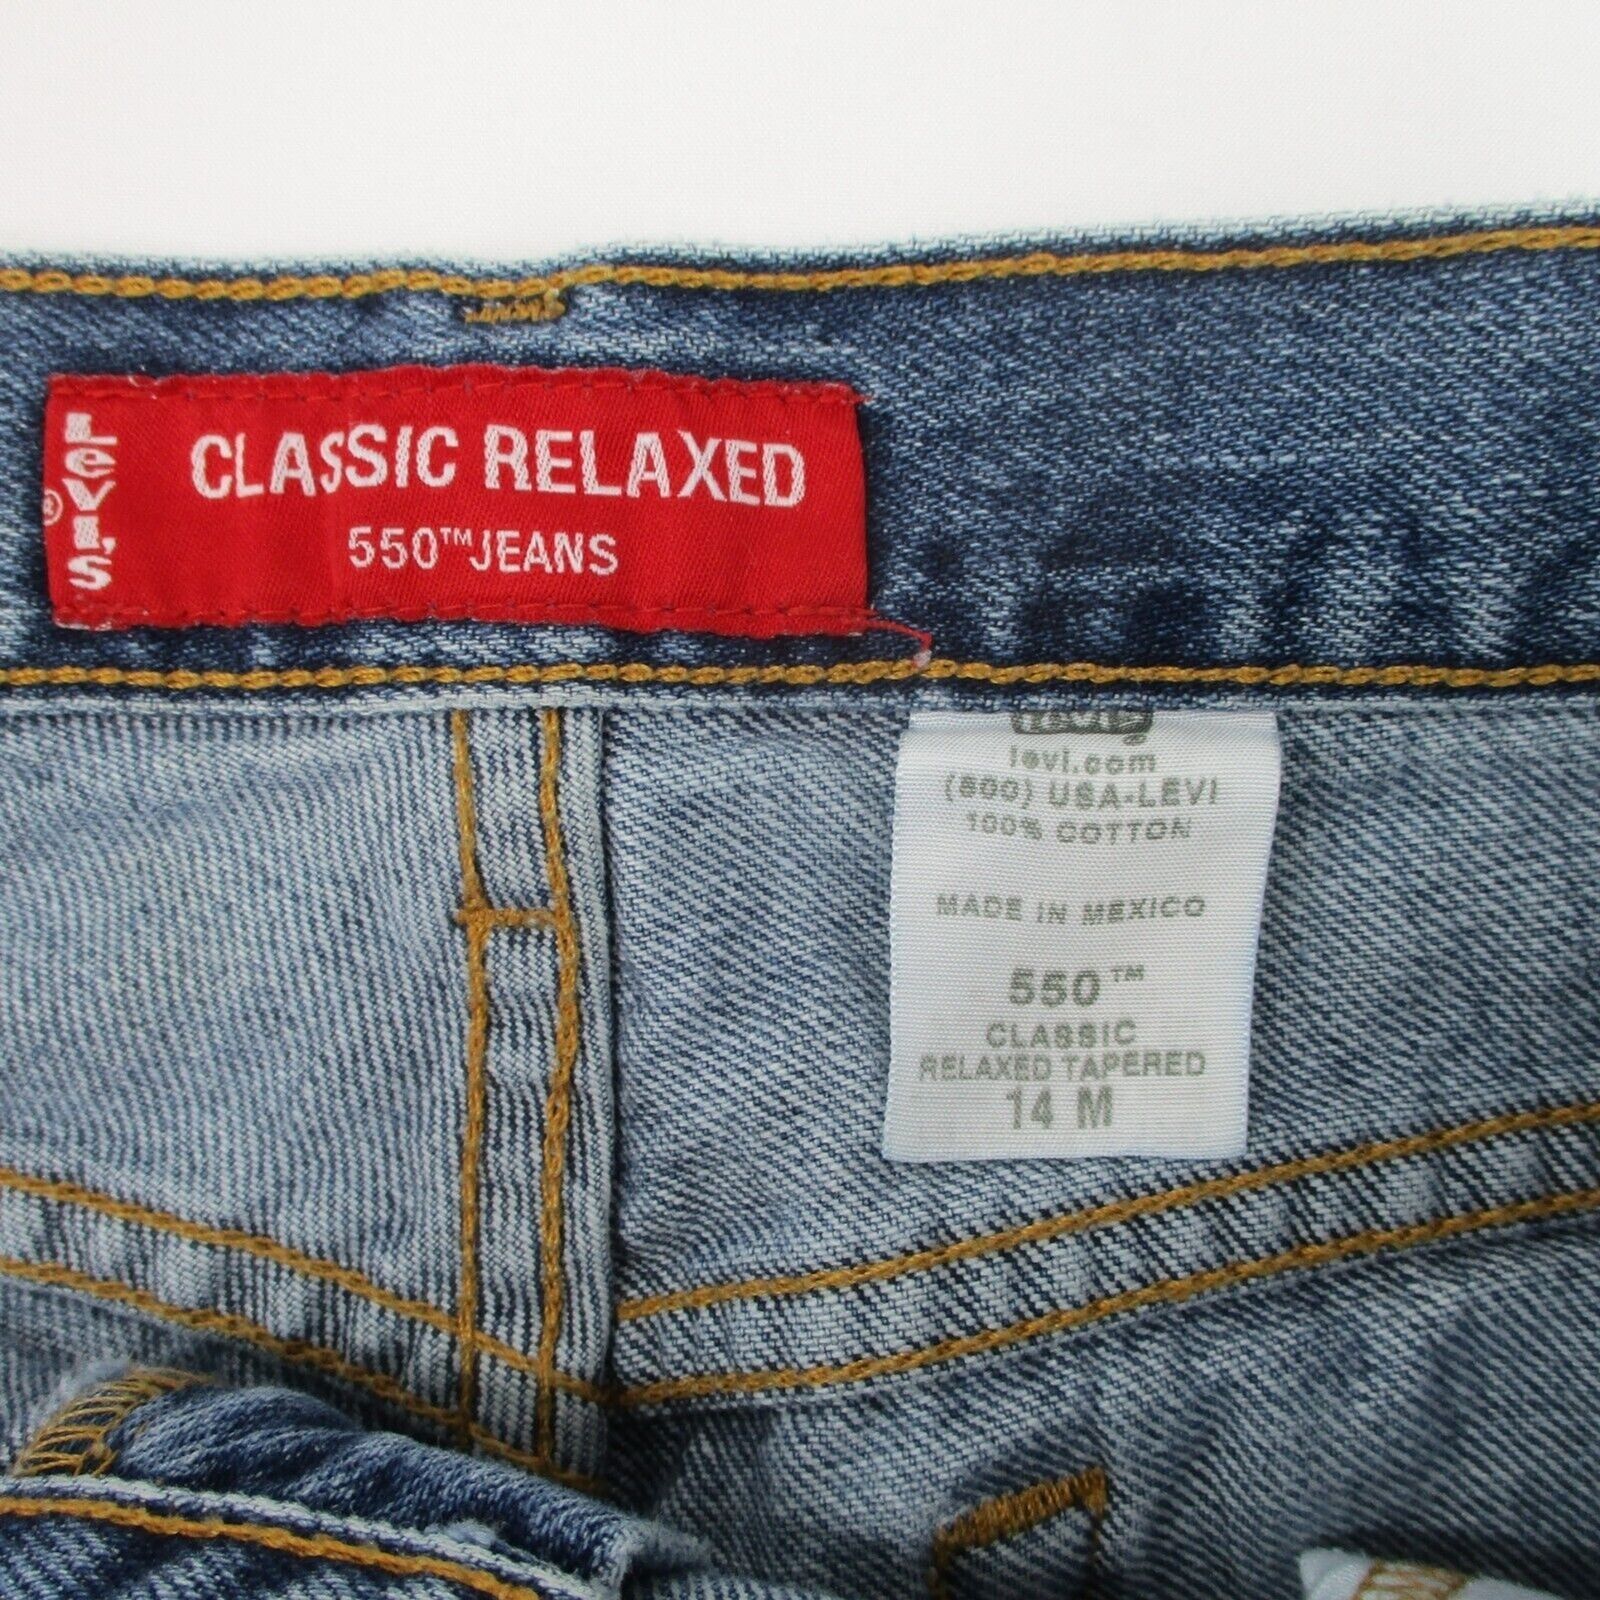 Levi's
®
CLASSIC RELAXED
550™ JEANS
levi.com
(800) USA-LEVI
100% COTTON
MADE IN MEXICO
550™
CLASSIC
RELAXED TAPERED
14 M